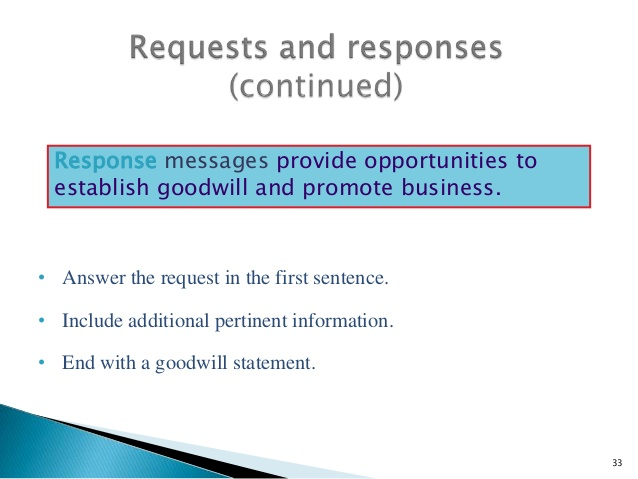 Requests and responses
(continued)
Response messages provide opportunities to
establish goodwill and promote business.
• Answer the request in the first sentence.
• Include additional pertinent information.
• End with a goodwill statement.
33